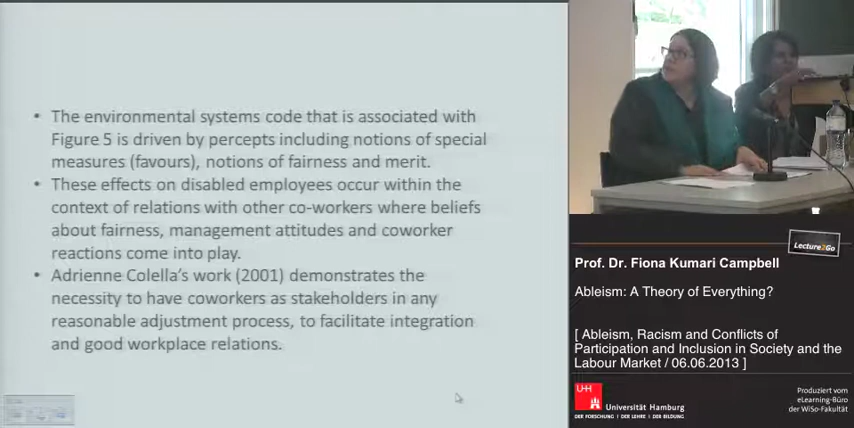 • The environmental systems code that is associated with
Figure 5 is driven by percepts including notions of special
measures (favours), notions of fairness and merit.
• These effects on disabled employees occur within the
context of relations with other co-workers where beliefs
about fairness, management attitudes and coworker
reactions come into play.
• Adrienne Colella's work (2001) demonstrates the
necessity to have coworkers as stakeholders in any
reasonable adjustment process, to facilitate integration
and good workplace relations.
Lecture2Go
Prof. Dr. Fiona Kumari Campbell
Ableism: A Theory of Everything?
[ Ableism, Racism and Conflicts of
Participation and Inclusion in Society and the
Labour Market / 06.06.2013 ]
UH
Universität Hamburg
DER FORSCHUNG | DER LEHRE | DER BILDUNG
Produziert vom
eLearning-Büro
der WiSo-Fakultät